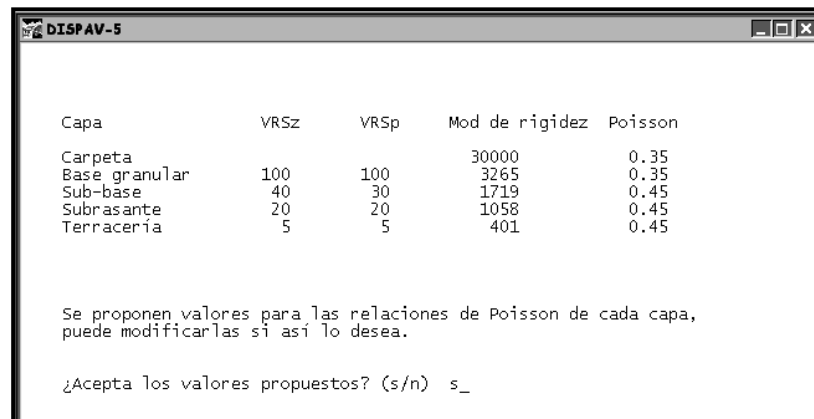 DISPAV-5
Capa VRSz VRSp Mod de rigidez Poisson
Carpeta 30000 0.35
Base granular 100 100 3265 0.35
Sub-base 40 30 1719 0.45
Subrasante 20 20 1058 0.45
Terracería 5 5 401 0.45
Se proponen valores para las relaciones de Poisson de cada capa,
puede modificarlas si así lo desea.
¿Acepta los valores propuestos? (s/n) s_